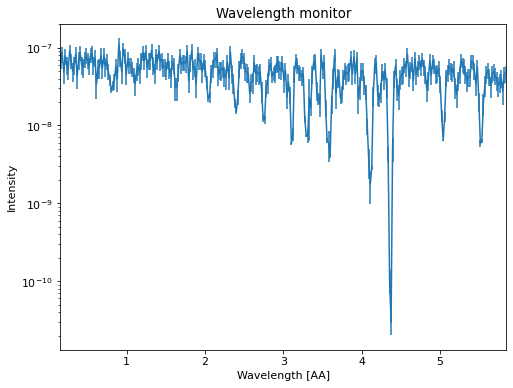 Wavelength monitor
Intensity
10⁻⁷
10⁻⁸
10⁻⁹
10⁻¹⁰
1 2 3 4 5
Wavelength [AA]